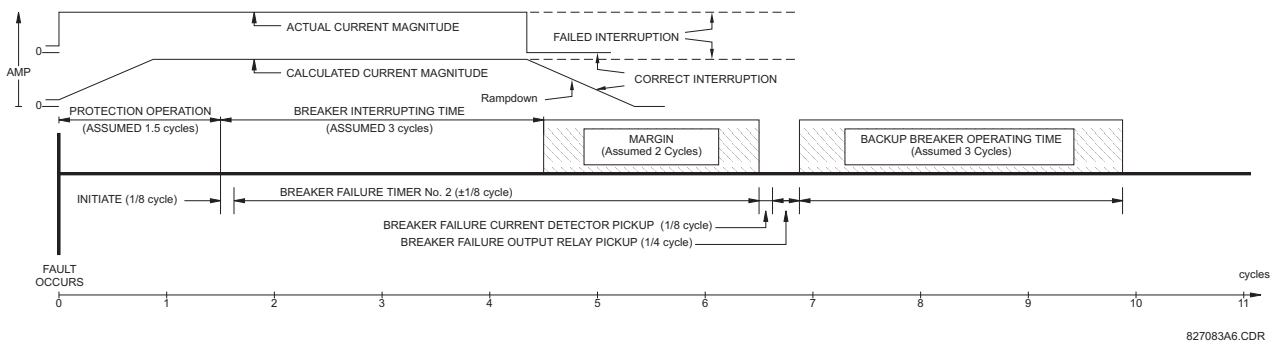 ACTUAL CURRENT MAGNITUDE
FAILED INTERRUPTION
0
AMP
CALCULATED CURRENT MAGNITUDE
CORRECT INTERRUPTION
Rampdown
0
PROTECTION OPERATION
(ASSUMED 1.5 cycles)
BREAKER INTERRUPTING TIME
(ASSUMED 3 cycles)
MARGIN
(Assumed 2 Cycles)
BACKUP BREAKER OPERATING TIME
(Assumed 3 Cycles)
INITIATE (1/8 cycle)
BREAKER FAILURE TIMER No. 2 (±1/8 cycle)
BREAKER FAILURE CURRENT DETECTOR PICKUP (1/8 cycle)
BREAKER FAILURE OUTPUT RELAY PICKUP (1/4 cycle)
FAULT
OCCURS
cycles
0 1 2 3 4 5 6 7 8 9 10 11
827083A6.CDR